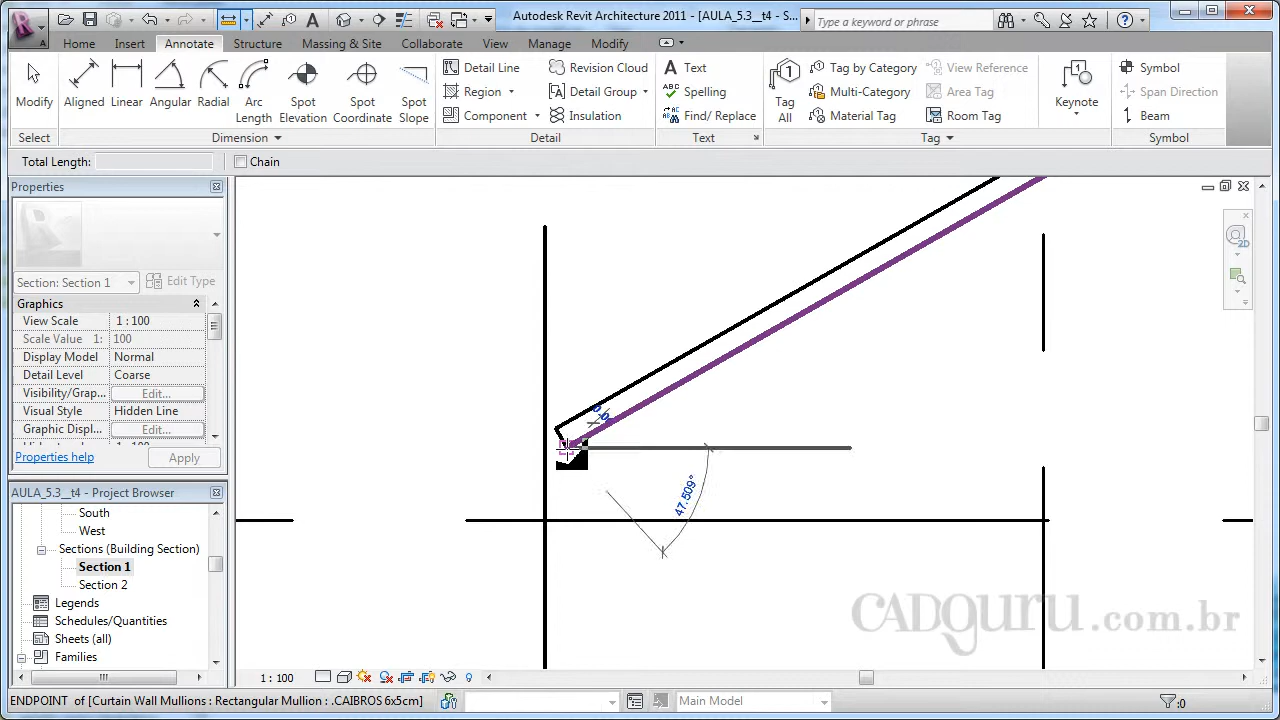 Autodesk Revit Architecture 2011 - [AULA_5.3__t4 - S...
Type a keyword or phrase
Home Insert Annotate Structure Massing & Site Collaborate View Manage Modify
Modify
Aligned Linear Angular Radial Arc Length Spot Elevation Spot Coordinate Spot Slope
Detail Line
Region
Component
Revision Cloud
Detail Group
Insulation
Text
Spelling
Find/ Replace
Tag All
Tag by Category
Multi-Category
Material Tag
View Reference
Area Tag
Room Tag
Keynote
Symbol
Span Direction
Beam
Select Dimension Detail Text Tag Symbol
Total Length: Chain
Properties
Section: Section 1 Edit Type
Graphics
View Scale 1 : 100
Scale Value 1: 100
Display Model Normal
Detail Level Coarse
Visibility/Grap... Edit...
Visual Style Hidden Line
Graphic Displ... Edit...
Properties help Apply
AULA_5.3__t4 - Project Browser
South
West
Sections (Building Section)
Section 1
Section 2
Legends
Schedules/Quantities
Sheets (all)
Families
2D
47.509°
CADguru.com.br
1 : 100
ENDPOINT of [Curtain Wall Mullions : Rectangular Mullion : .CAIBROS 6x5cm]
Main Model
:0